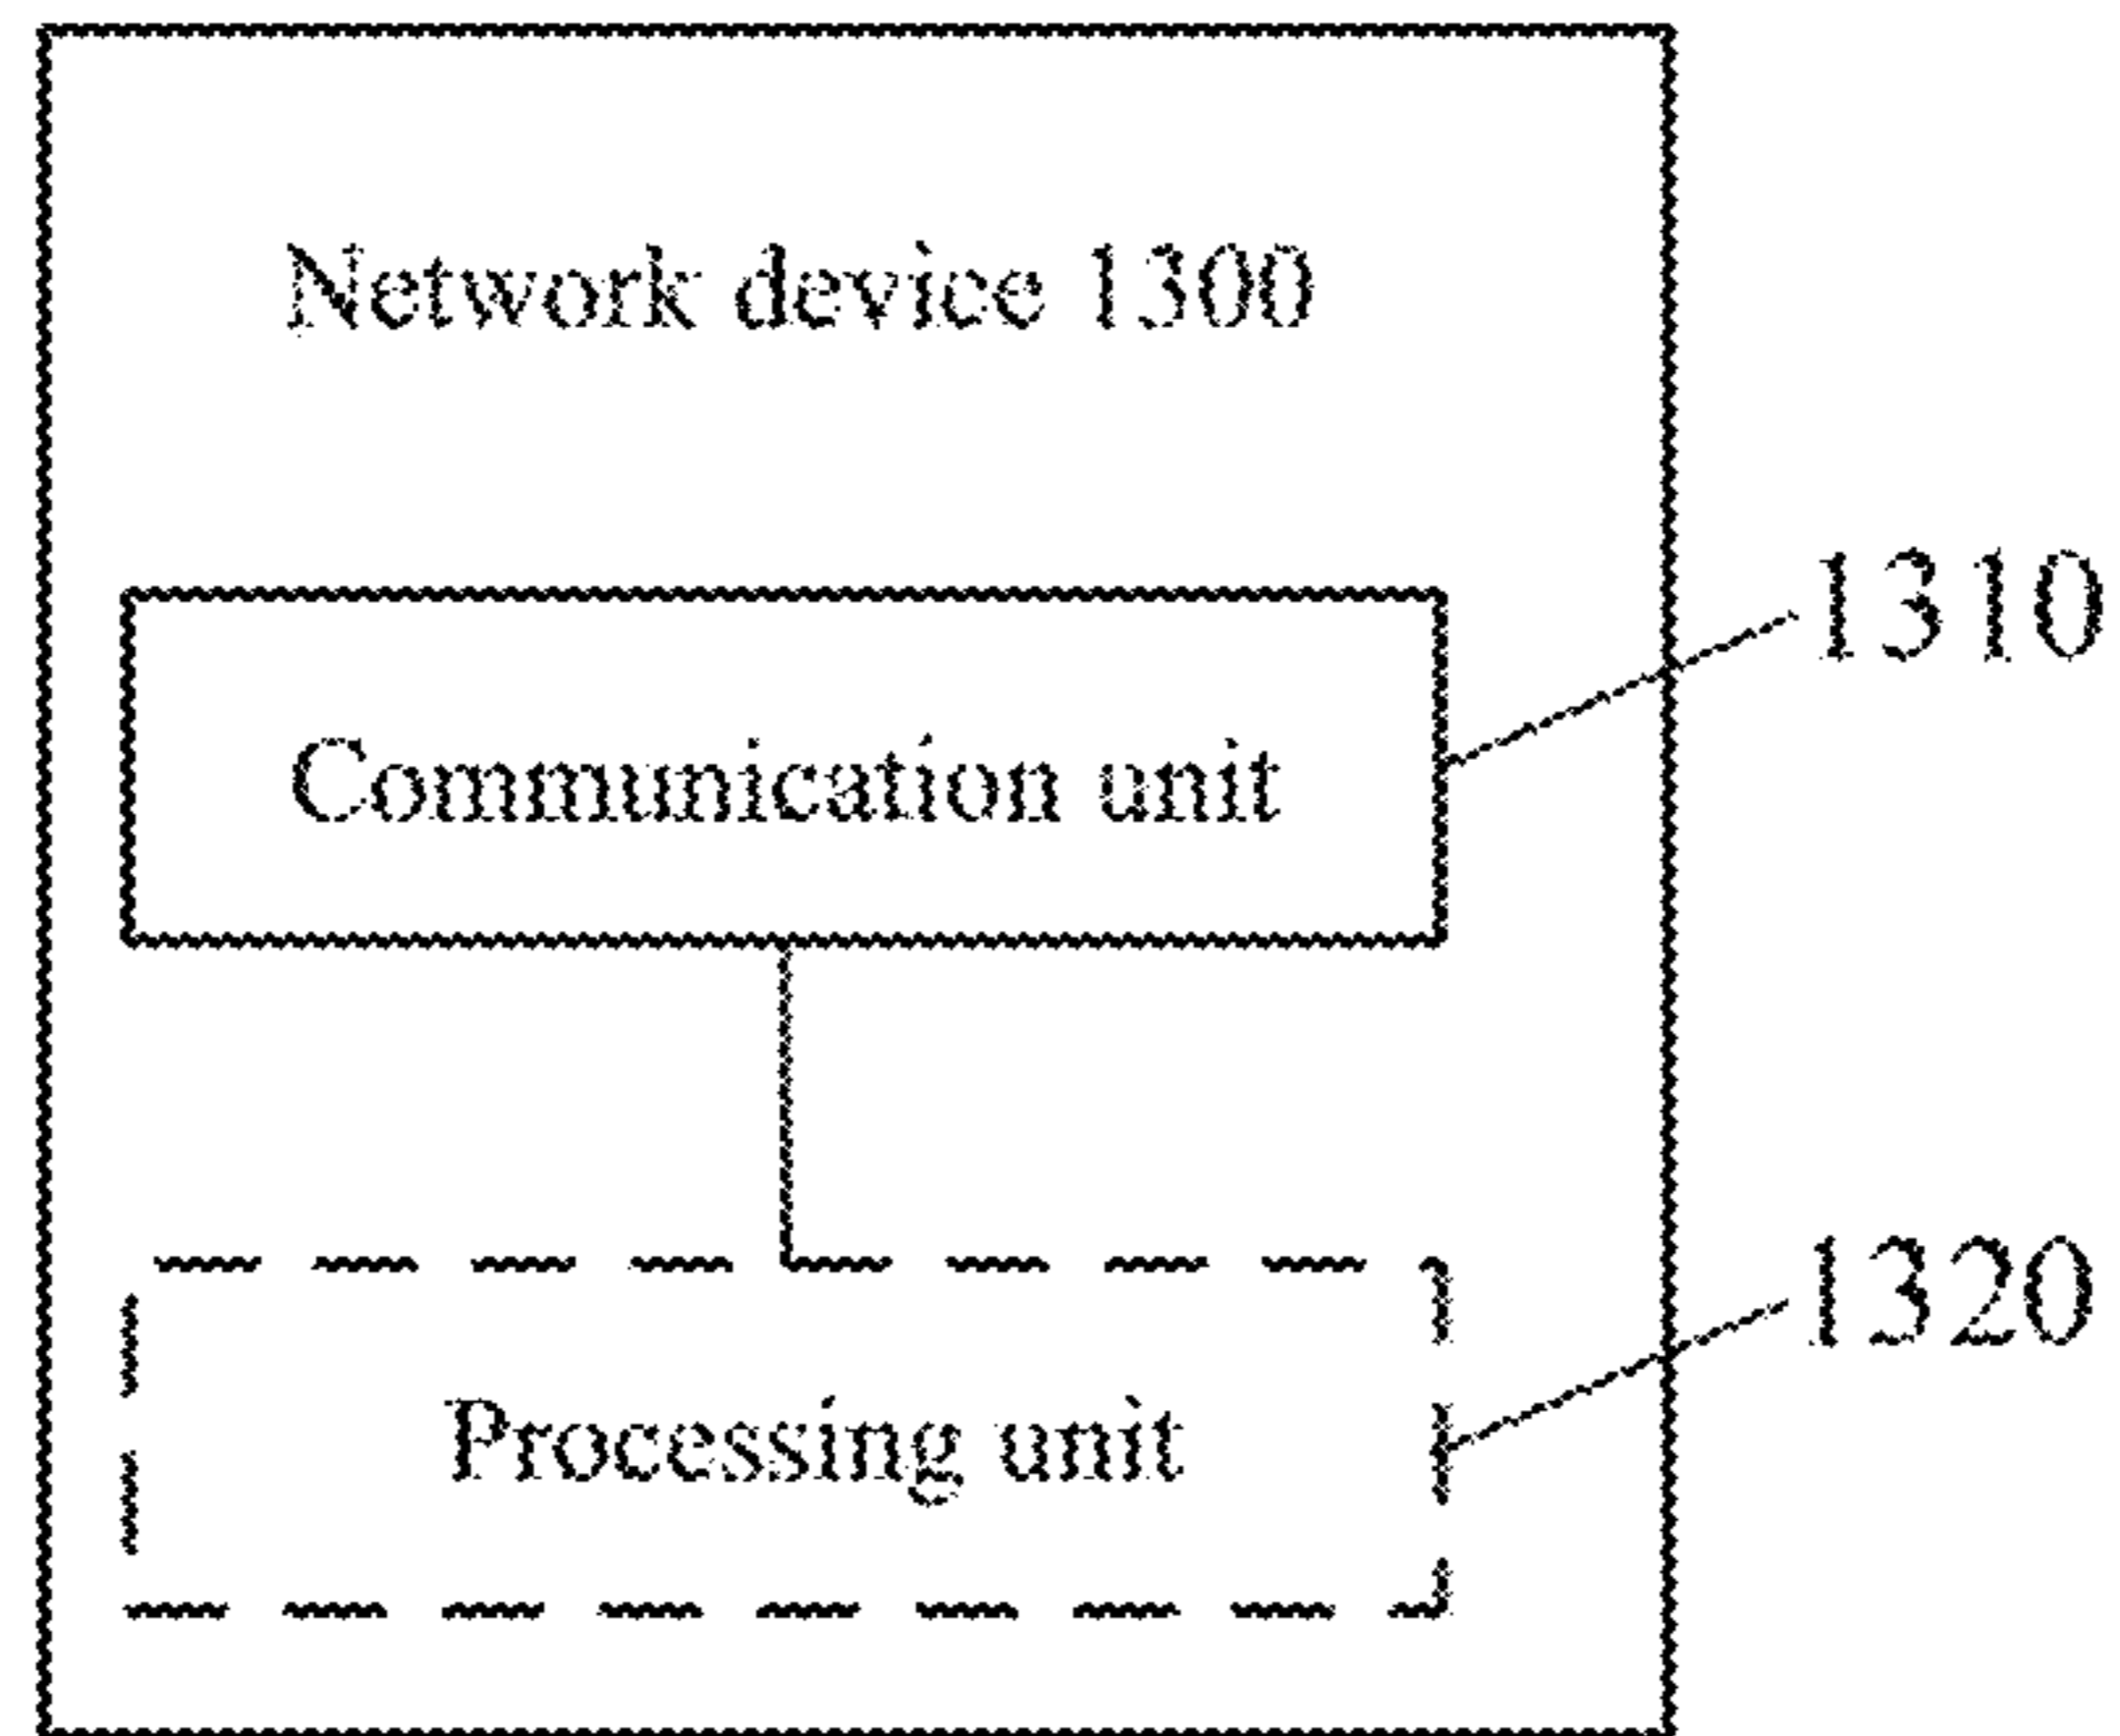 Network device 1300
1310
Communication unit
1320
Processing unit